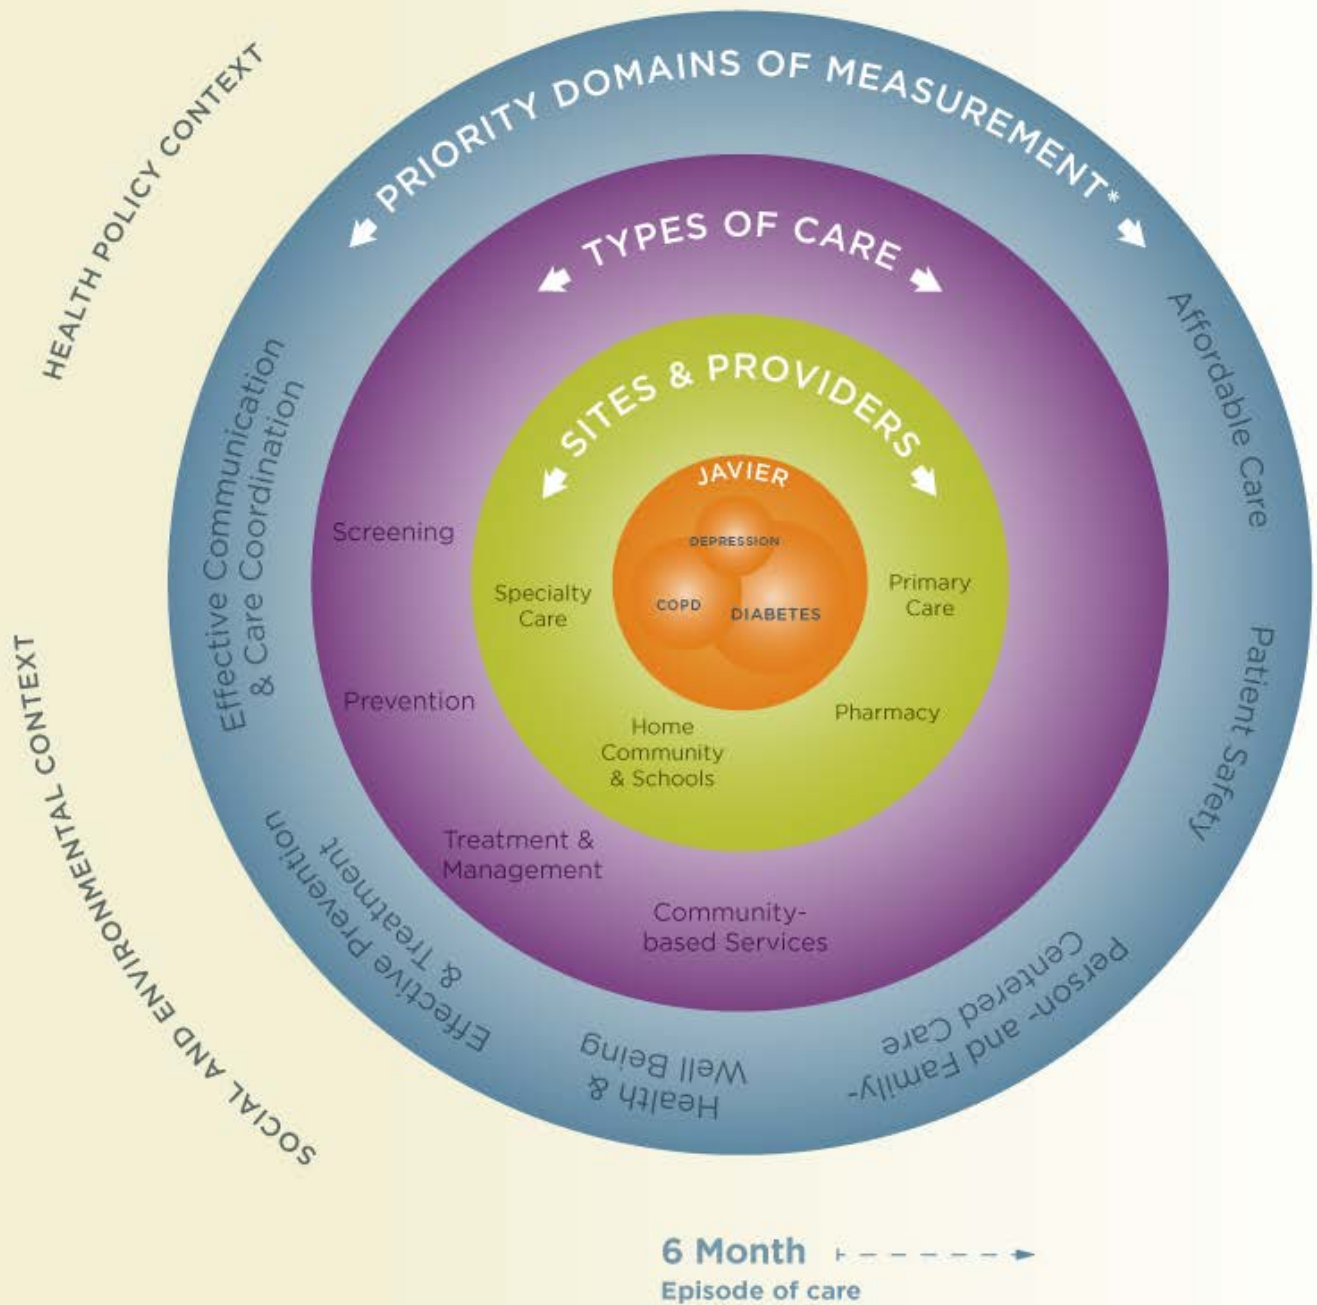 HEALTH POLICY CONTEXT
SOCIAL AND ENVIRONMENTAL CONTEXT
PRIORITY DOMAINS OF MEASUREMENT*
Affordable Care
Patient Safety
Person- and Family-
Centered Care
Health &
Well Being
Effective Prevention
& Treatment
Effective Communication
& Care Coordination
TYPES OF CARE
Screening
Prevention
Treatment &
Management
Community-
based Services
SITES & PROVIDERS
Specialty
Care
Home
Community
& Schools
Pharmacy
Primary
Care
JAVIER
DEPRESSION
COPD
DIABETES
6 Month
Episode of care